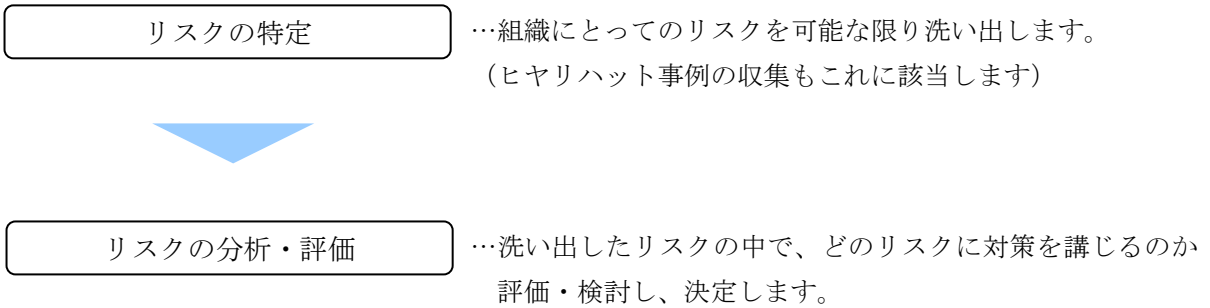 リスクの特定
…組織にとってのリスクを可能な限り洗い出します。
（ヒヤリハット事例の収集もこれに該当します）
リスクの分析・評価
…洗い出したリスクの中で、どのリスクに対策を講じるのか
評価・検討し、決定します。